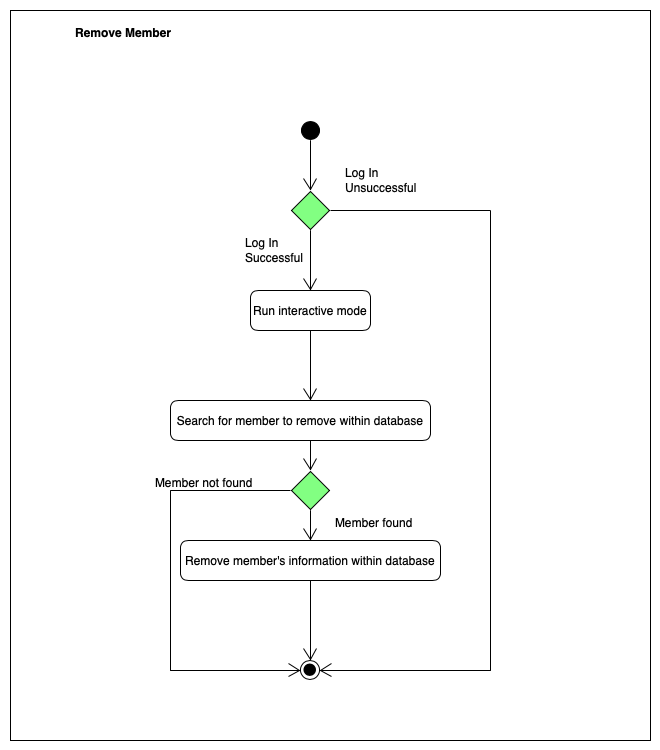 Remove Member
Log In
Unsuccessful
Log In
Successful
Run interactive mode
Search for member to remove within database
Member not found
Member found
Remove member's information within database